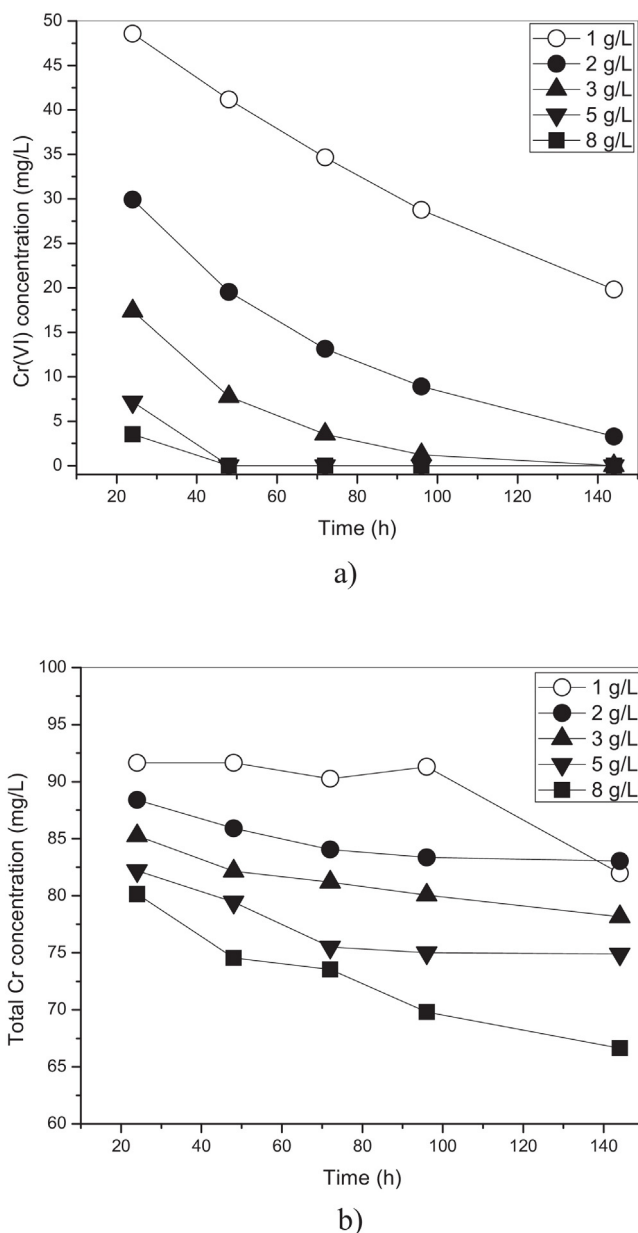 50
45
40
35
30
25
20
15
10
5
0
Cr(VI) concentration (mg/L)
1 g/L
2 g/L
3 g/L
5 g/L
8 g/L
20 40 60 80 100 120 140
Time (h)
a)
100
95
90
85
80
75
70
65
60
Total Cr concentration (mg/L)
1 g/L
2 g/L
3 g/L
5 g/L
8 g/L
20 40 60 80 100 120 140
Time (h)
b)